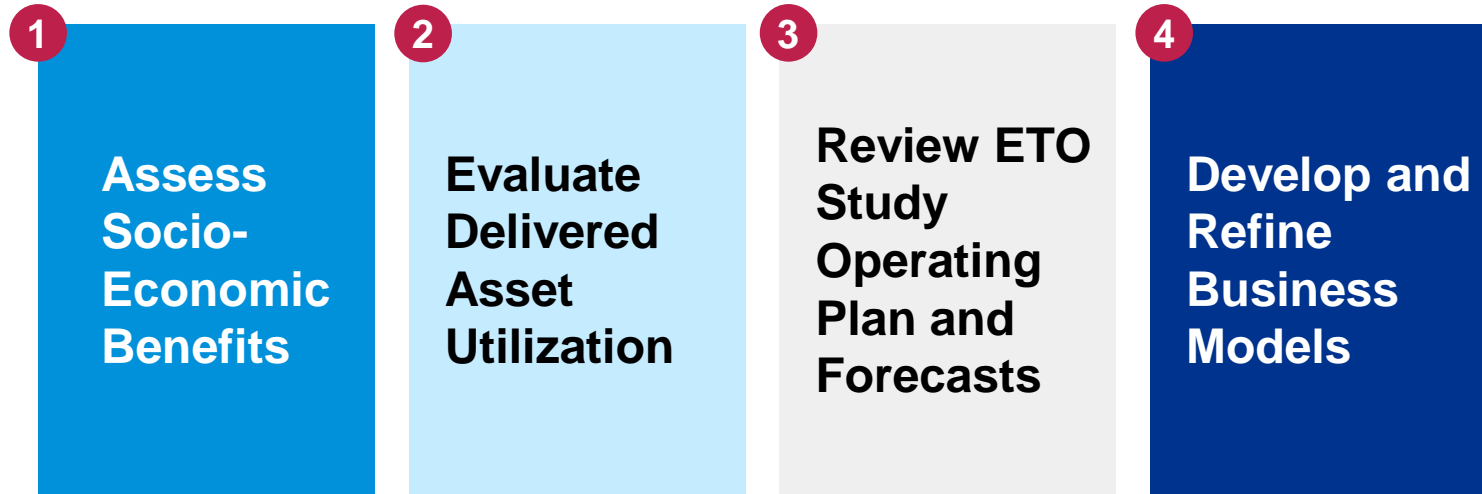 1
Assess
Socio-
Economic
Benefits
2
Evaluate
Delivered
Asset
Utilization
3
Review ETO
Study
Operating
Plan and
Forecasts
4
Develop and
Refine
Business
Models